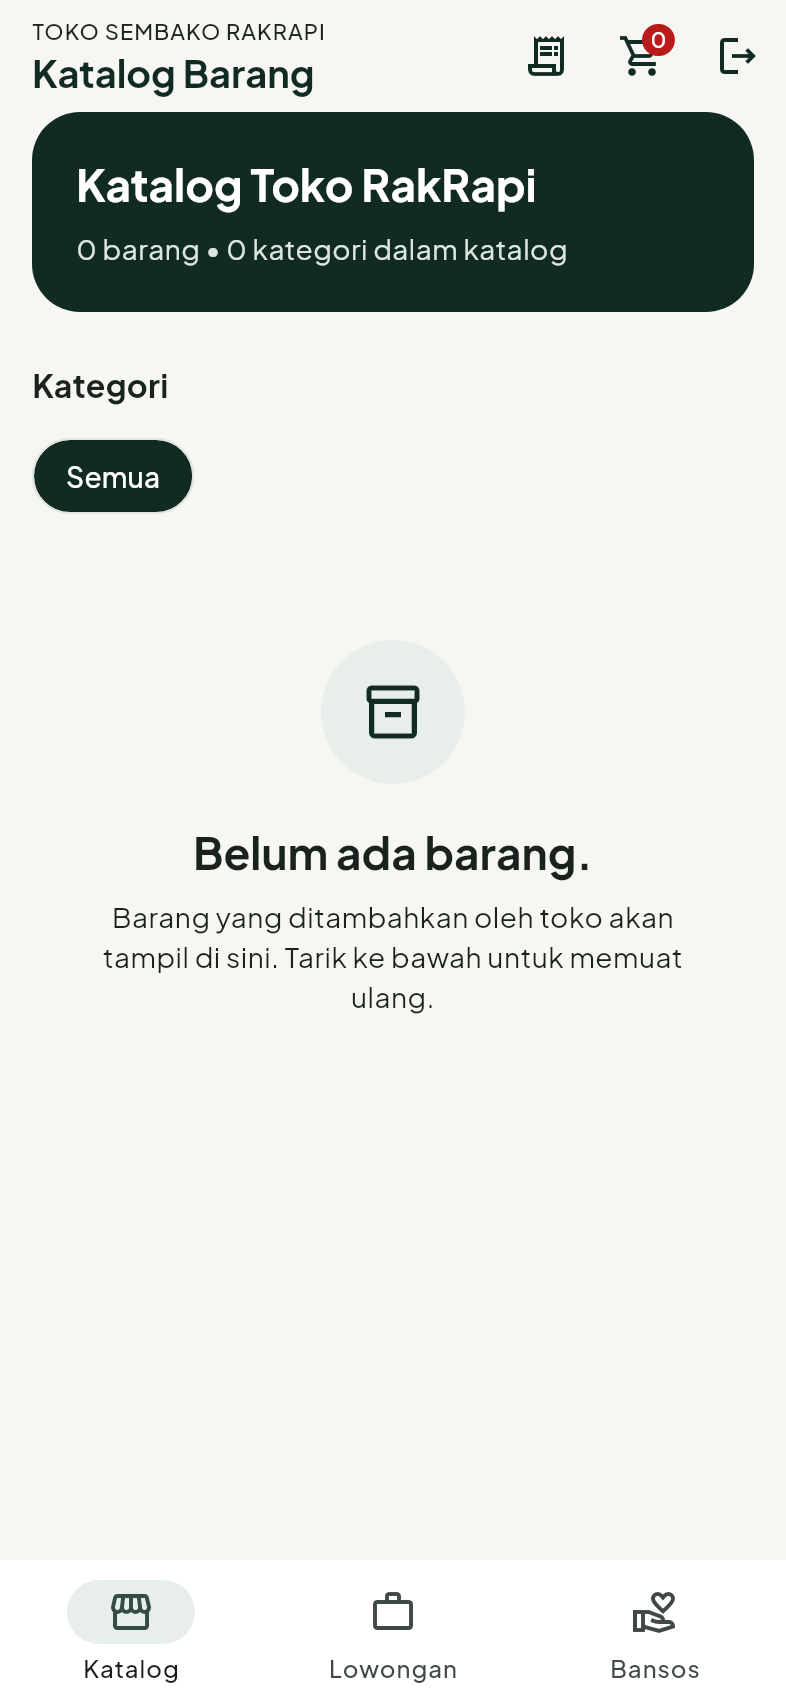 TOKO SEMBAKO RAKRAPI
Katalog Barang
0
Katalog Toko RakRapi
0 barang • 0 kategori dalam katalog
Kategori
Semua
Belum ada barang.
Barang yang ditambahkan oleh toko akan
tampil di sini. Tarik ke bawah untuk memuat
ulang.
Katalog
Lowongan
Bansos